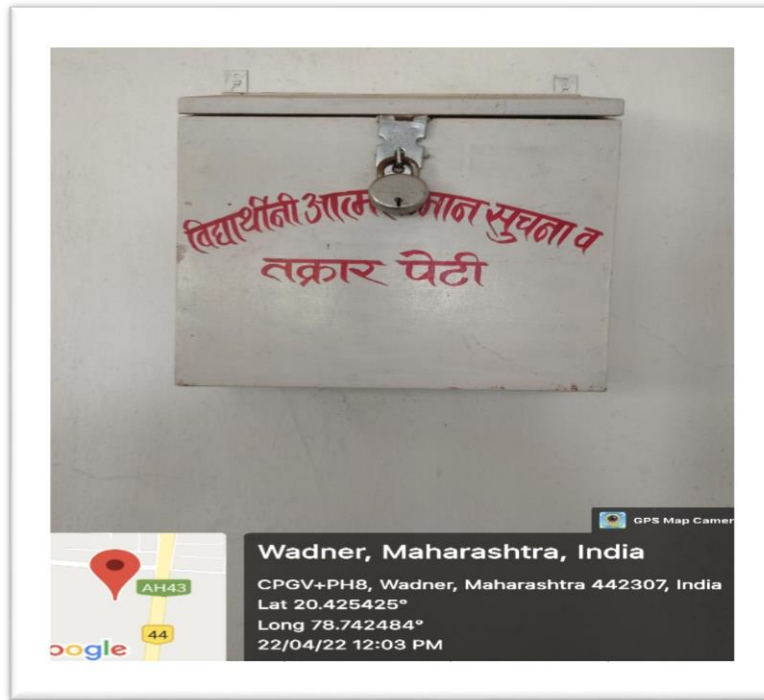 विद्यार्थीनी सुचना व
तक्रार पेटी
GPS Map Camer
Wadner, Maharashtra, India
CPGV+PH8, Wadner, Maharashtra 442307, India
Lat 20.425425°
Long 78.742484°
22/04/22 12:03 PM
AH43
44
oogle